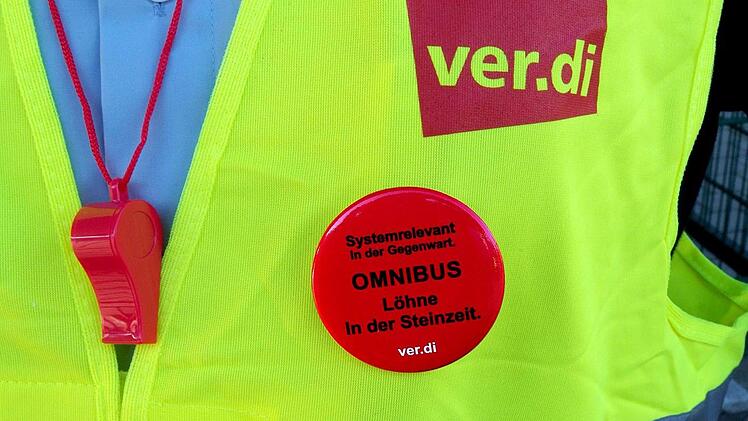 ver.di
Systemrelevant
in der Gegenwart.
OMNIBUS
Löhne
in der Steinzeit.
ver.di